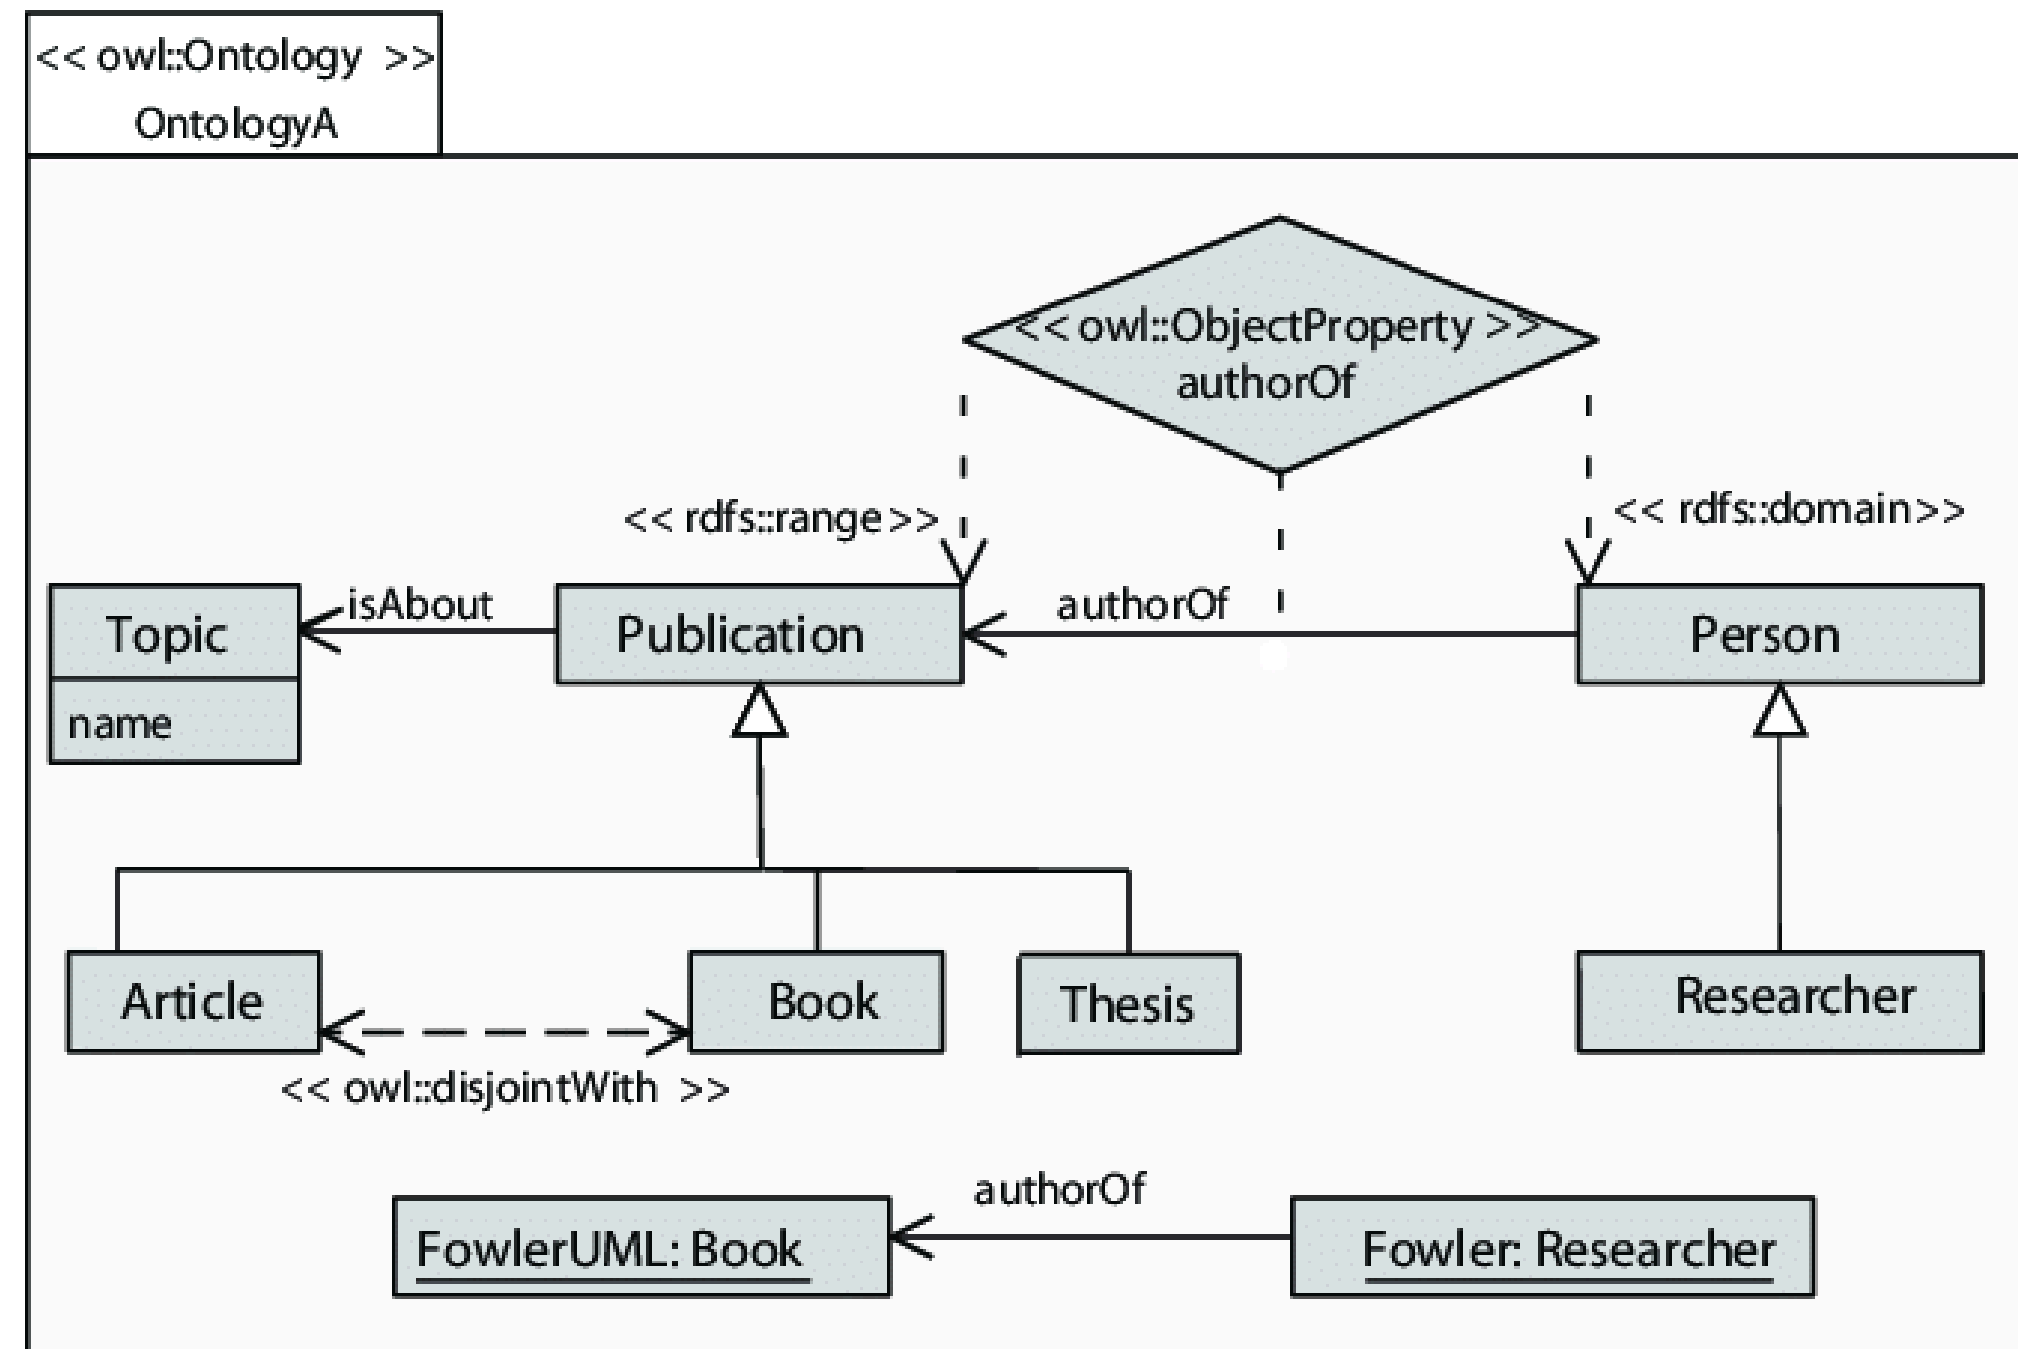 << owl::Ontology >>
OntologyA
<< owl::ObjectProperty >>
authorOf
<< rdfs::range>>
<< rdfs::domain>>
Topic
name
isAbout
Publication
authorOf
Person
Article
Book
Thesis
Researcher
<< owl::disjointWith >>
authorOf
FowlerUML: Book
Fowler: Researcher